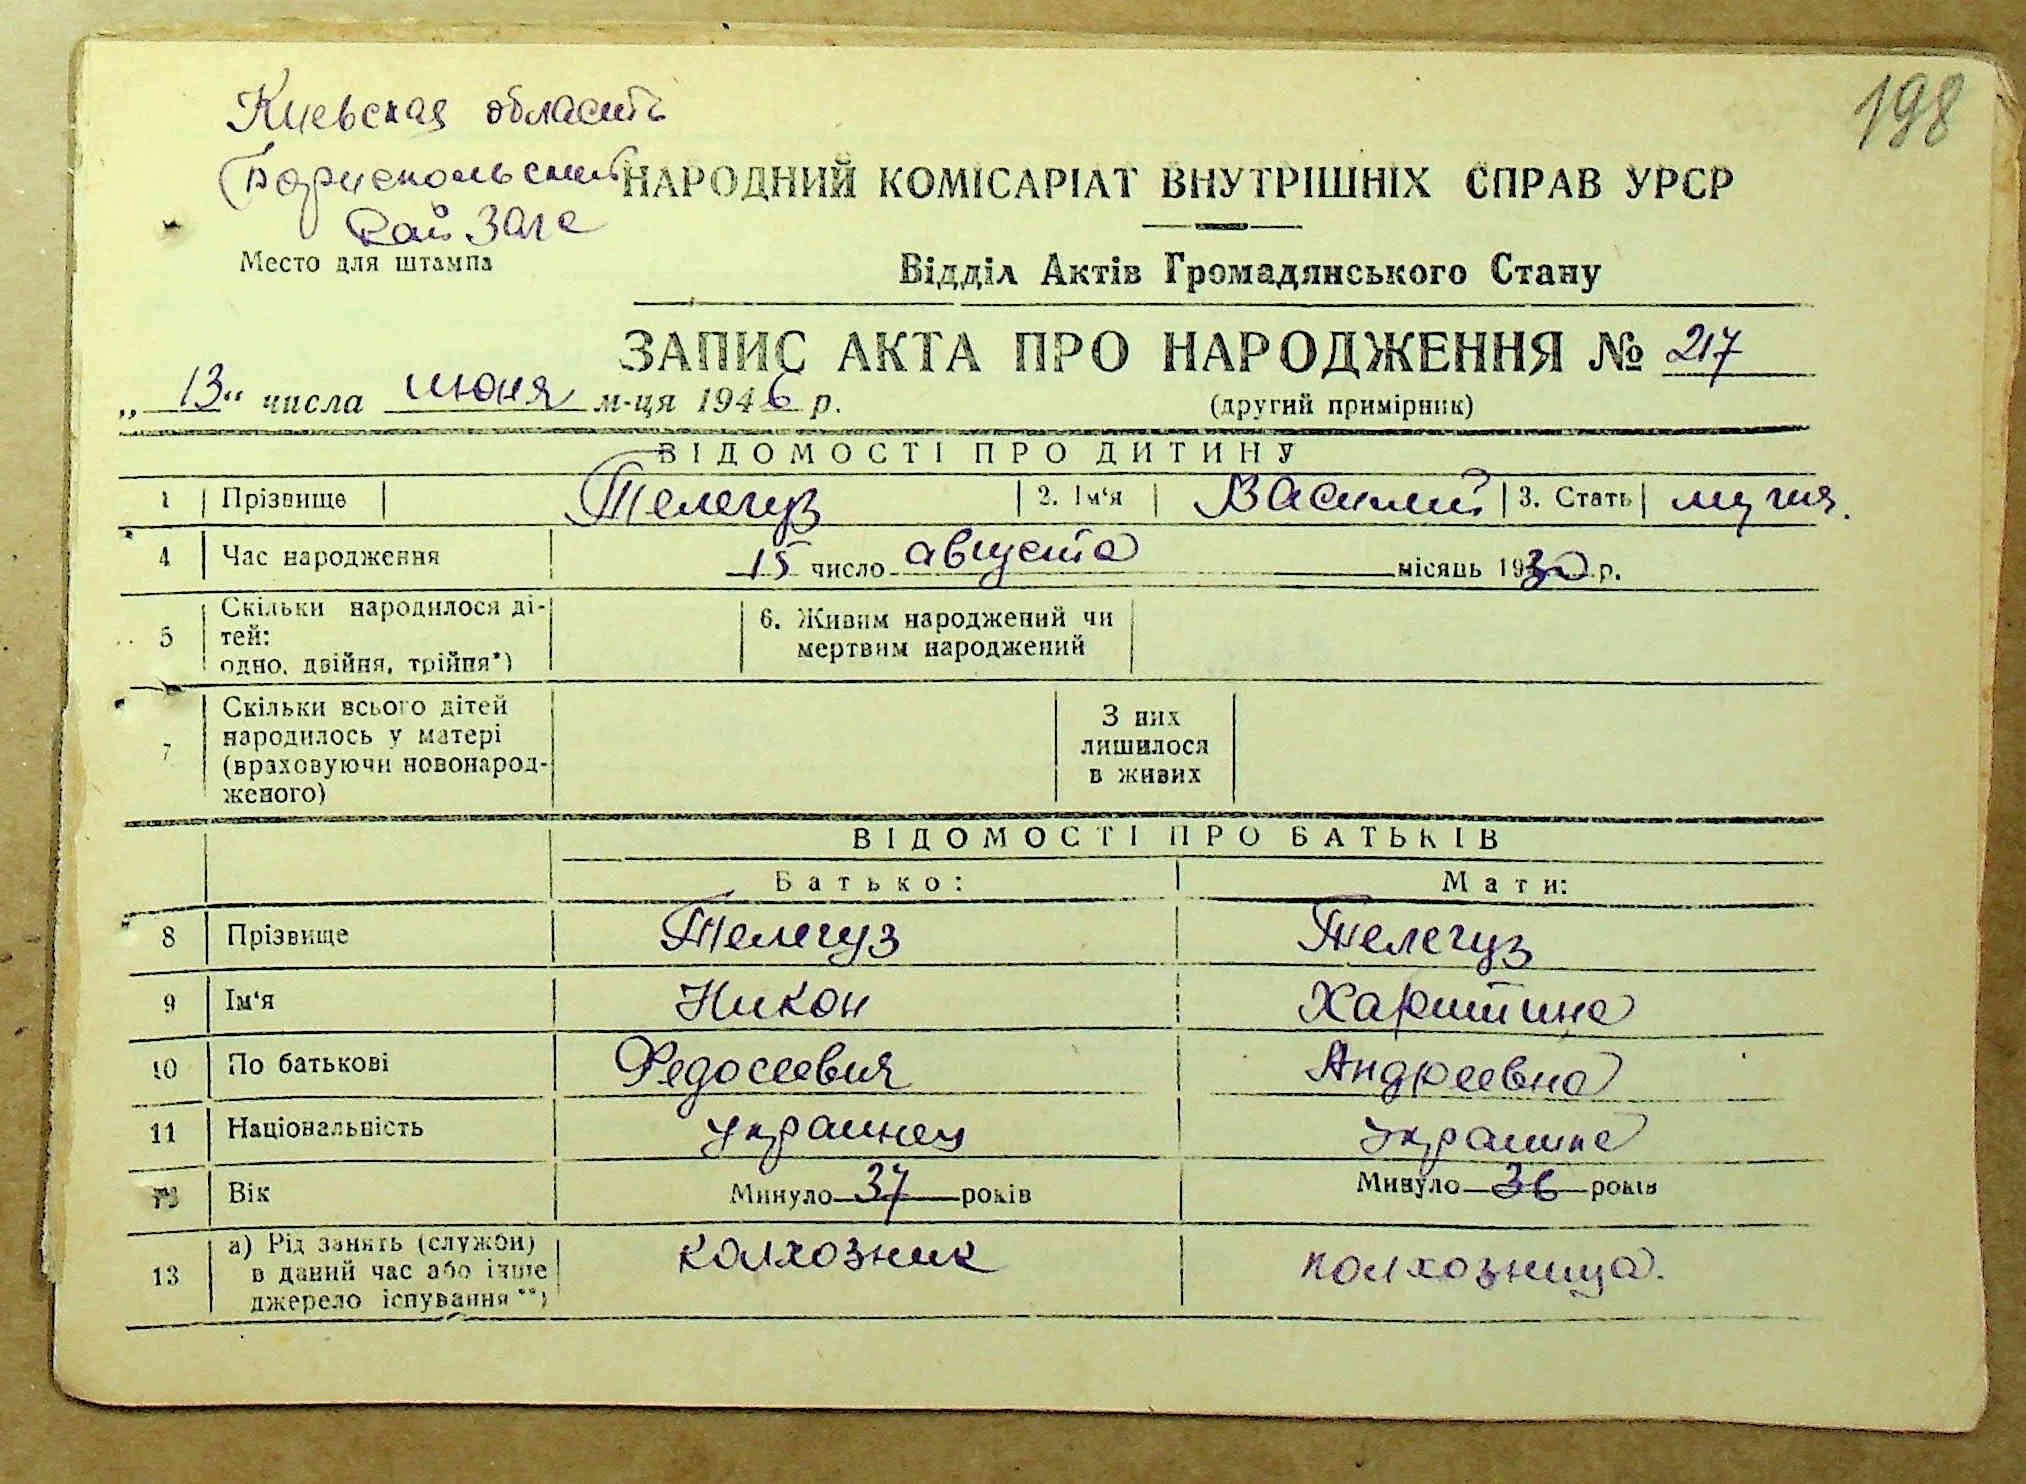 198
Киевская область
Бориспольский
Рай Загс
Место для штампа
НАРОДНИЙ КОМІСАРІАТ ВНУТРІШНІХ СПРАВ УРСР
Відділ Актів Громадянського Стану
ЗАПИС АКТА ПРО НАРОДЖЕННЯ № 217
„13“ числа июня м-ця 1946 р. (другий примірник)
ВІДОМОСТІ ПРО ДИТИНУ
1 Прізвище Телегуз 2. Ім‘я Василий 3. Стать мужя.
4 Час народження 15 число августа місяць 1930 р.
5 Скільки народилося ді-
тей:
одно, двійня, трійня*)
6. Живим народжений чи
мертвим народжений
7 Скільки всього дітей
народилось у матері
(враховуючи новонарод-
женого)
З них
лишилося
в живих
ВІДОМОСТІ ПРО БАТЬКІВ
Батько: Мати:
8 Прізвище Телегуз Телегуз
9 Ім‘я Никон Харитина
10 По батькові Федосеевич Андреевна
11 Національність украинец украинка
12 Вік Минуло 37 років Минуло 36 років
13 а) Рід занять (служби)
в даний час або інше
джерело існування**)
колхозник колхозница.